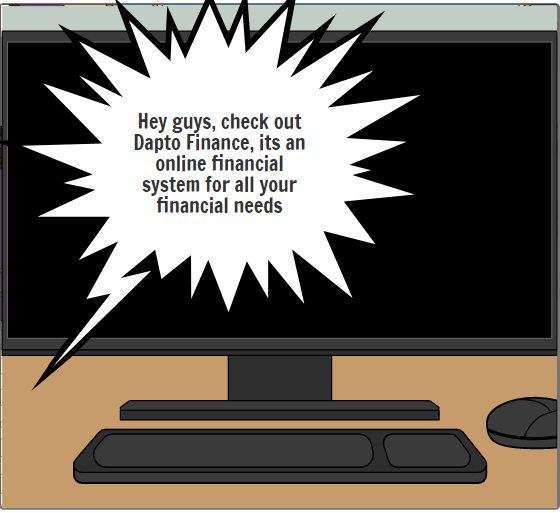 Hey guys, check out
Dapto Finance, its an
online financial
system for all your
financial needs